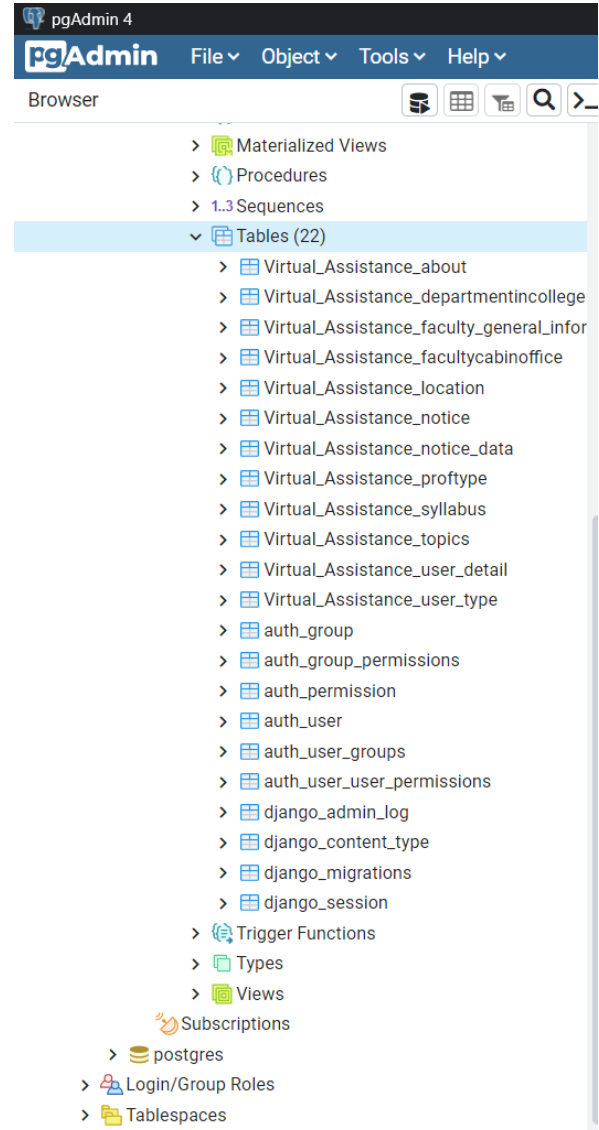 pgAdmin 4
pgAdmin File Object Tools Help
Browser
Materialized Views
Procedures
1..3 Sequences
Tables (22)
Virtual_Assistance_about
Virtual_Assistance_departmentincollege
Virtual_Assistance_faculty_general_infor
Virtual_Assistance_facultycabinoffice
Virtual_Assistance_location
Virtual_Assistance_notice
Virtual_Assistance_notice_data
Virtual_Assistance_proftype
Virtual_Assistance_syllabus
Virtual_Assistance_topics
Virtual_Assistance_user_detail
Virtual_Assistance_user_type
auth_group
auth_group_permissions
auth_permission
auth_user
auth_user_groups
auth_user_user_permissions
django_admin_log
django_content_type
django_migrations
django_session
Trigger Functions
Types
Views
Subscriptions
postgres
Login/Group Roles
Tablespaces